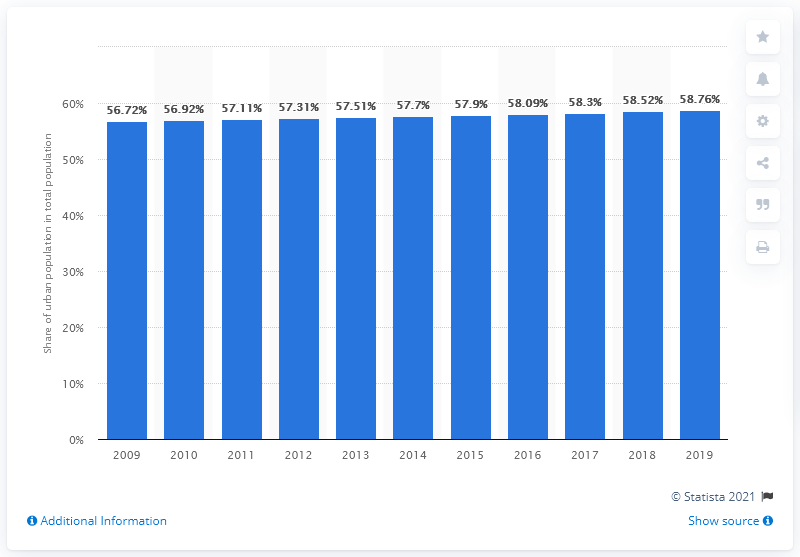 Share of urban population in total population
60%
50%
40%
30%
20%
10%
0%
56.72% 56.92% 57.11% 57.31% 57.51% 57.7% 57.9% 58.09% 58.3% 58.52% 58.76%
2009 2010 2011 2012 2013 2014 2015 2016 2017 2018 2019
© Statista 2021
Additional Information
Show source